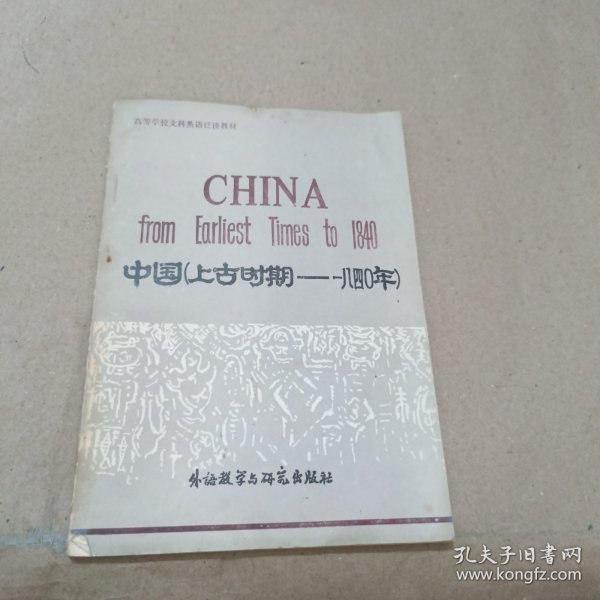 高等学校文科英语泛读教材
CHINA
from Earliest Times to 1840
中国(上古时期——一八四〇年)
外语教学与研究出版社
孔夫子旧书网
www.kongfz.com